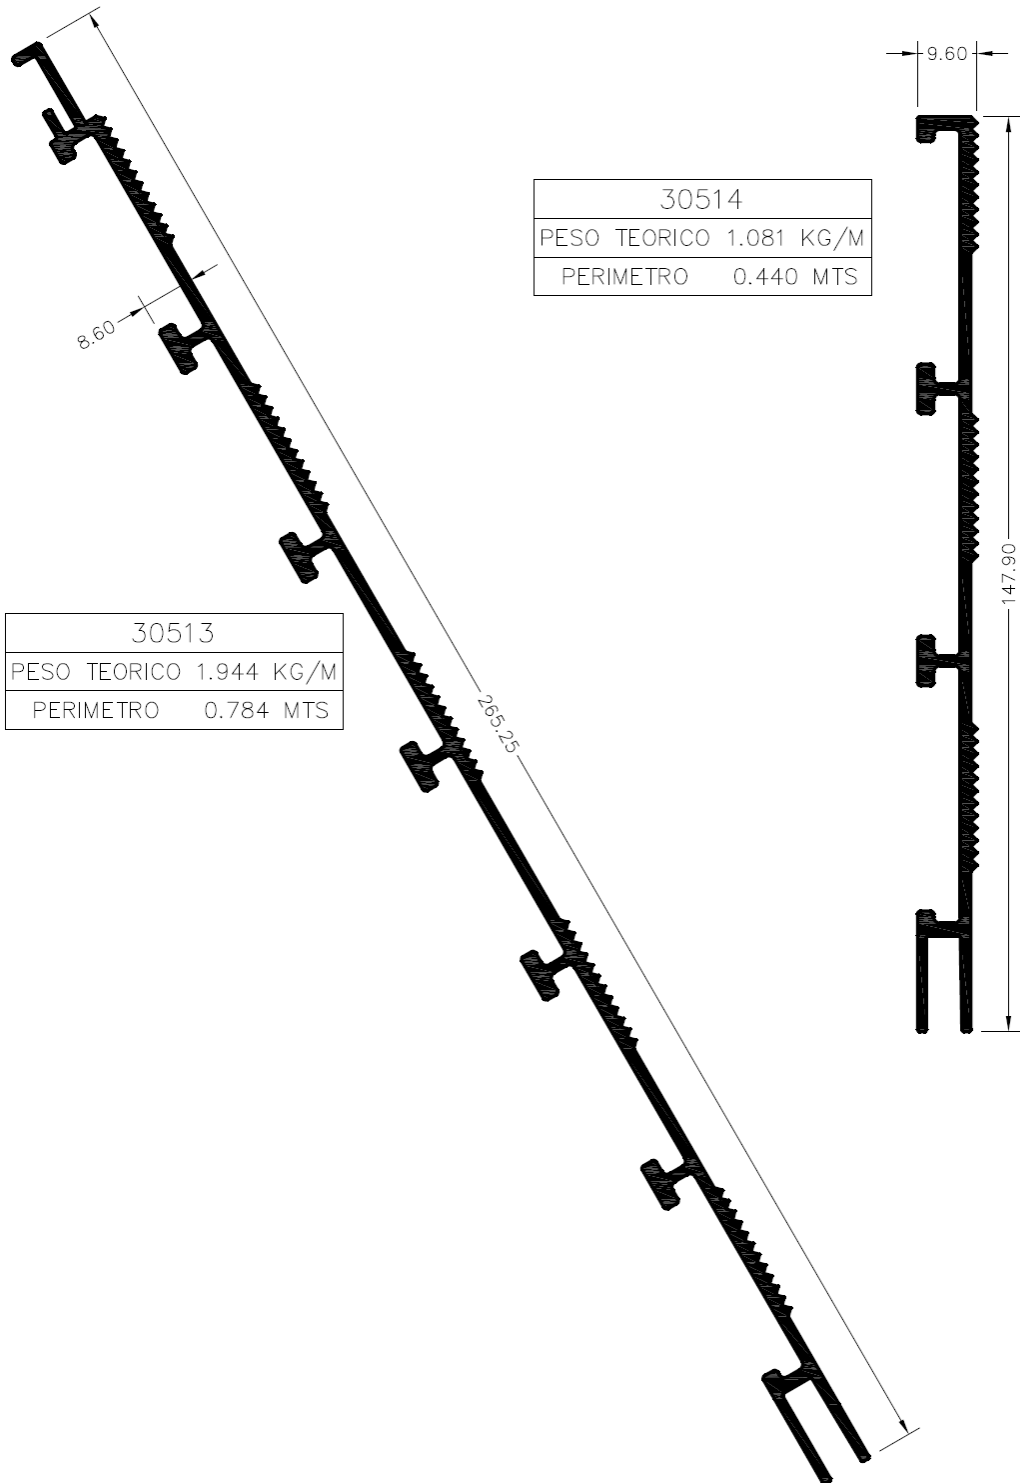 9.60
30514
PESO TEORICO 1.081 KG/M
PERIMETRO 0.440 MTS
8.60
147.90
30513
PESO TEORICO 1.944 KG/M
PERIMETRO 0.784 MTS
265.25